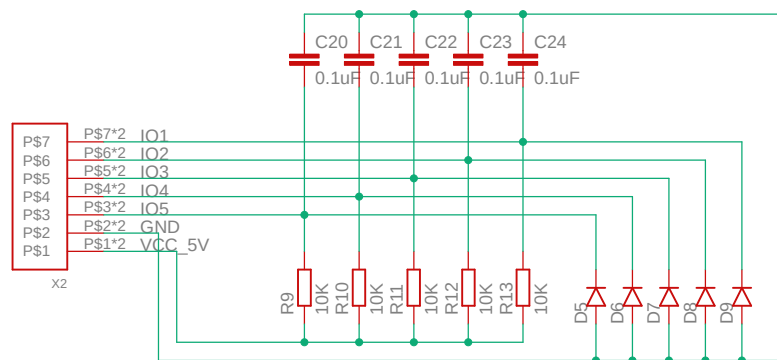 C20 C21 C22 C23 C24
0.1uF 0.1uF 0.1uF 0.1uF 0.1uF
P$7 P$7*2 IO1
P$6 P$6*2 IO2
P$5 P$5*2 IO3
P$4 P$4*2 IO4
P$3 P$3*2 IO5
P$2 P$2*2 GND
P$1 P$1*2 VCC_5V
X2
R9 10K R10 10K R11 10K R12 10K R13 10K
D5 D6 D7 D8 D9